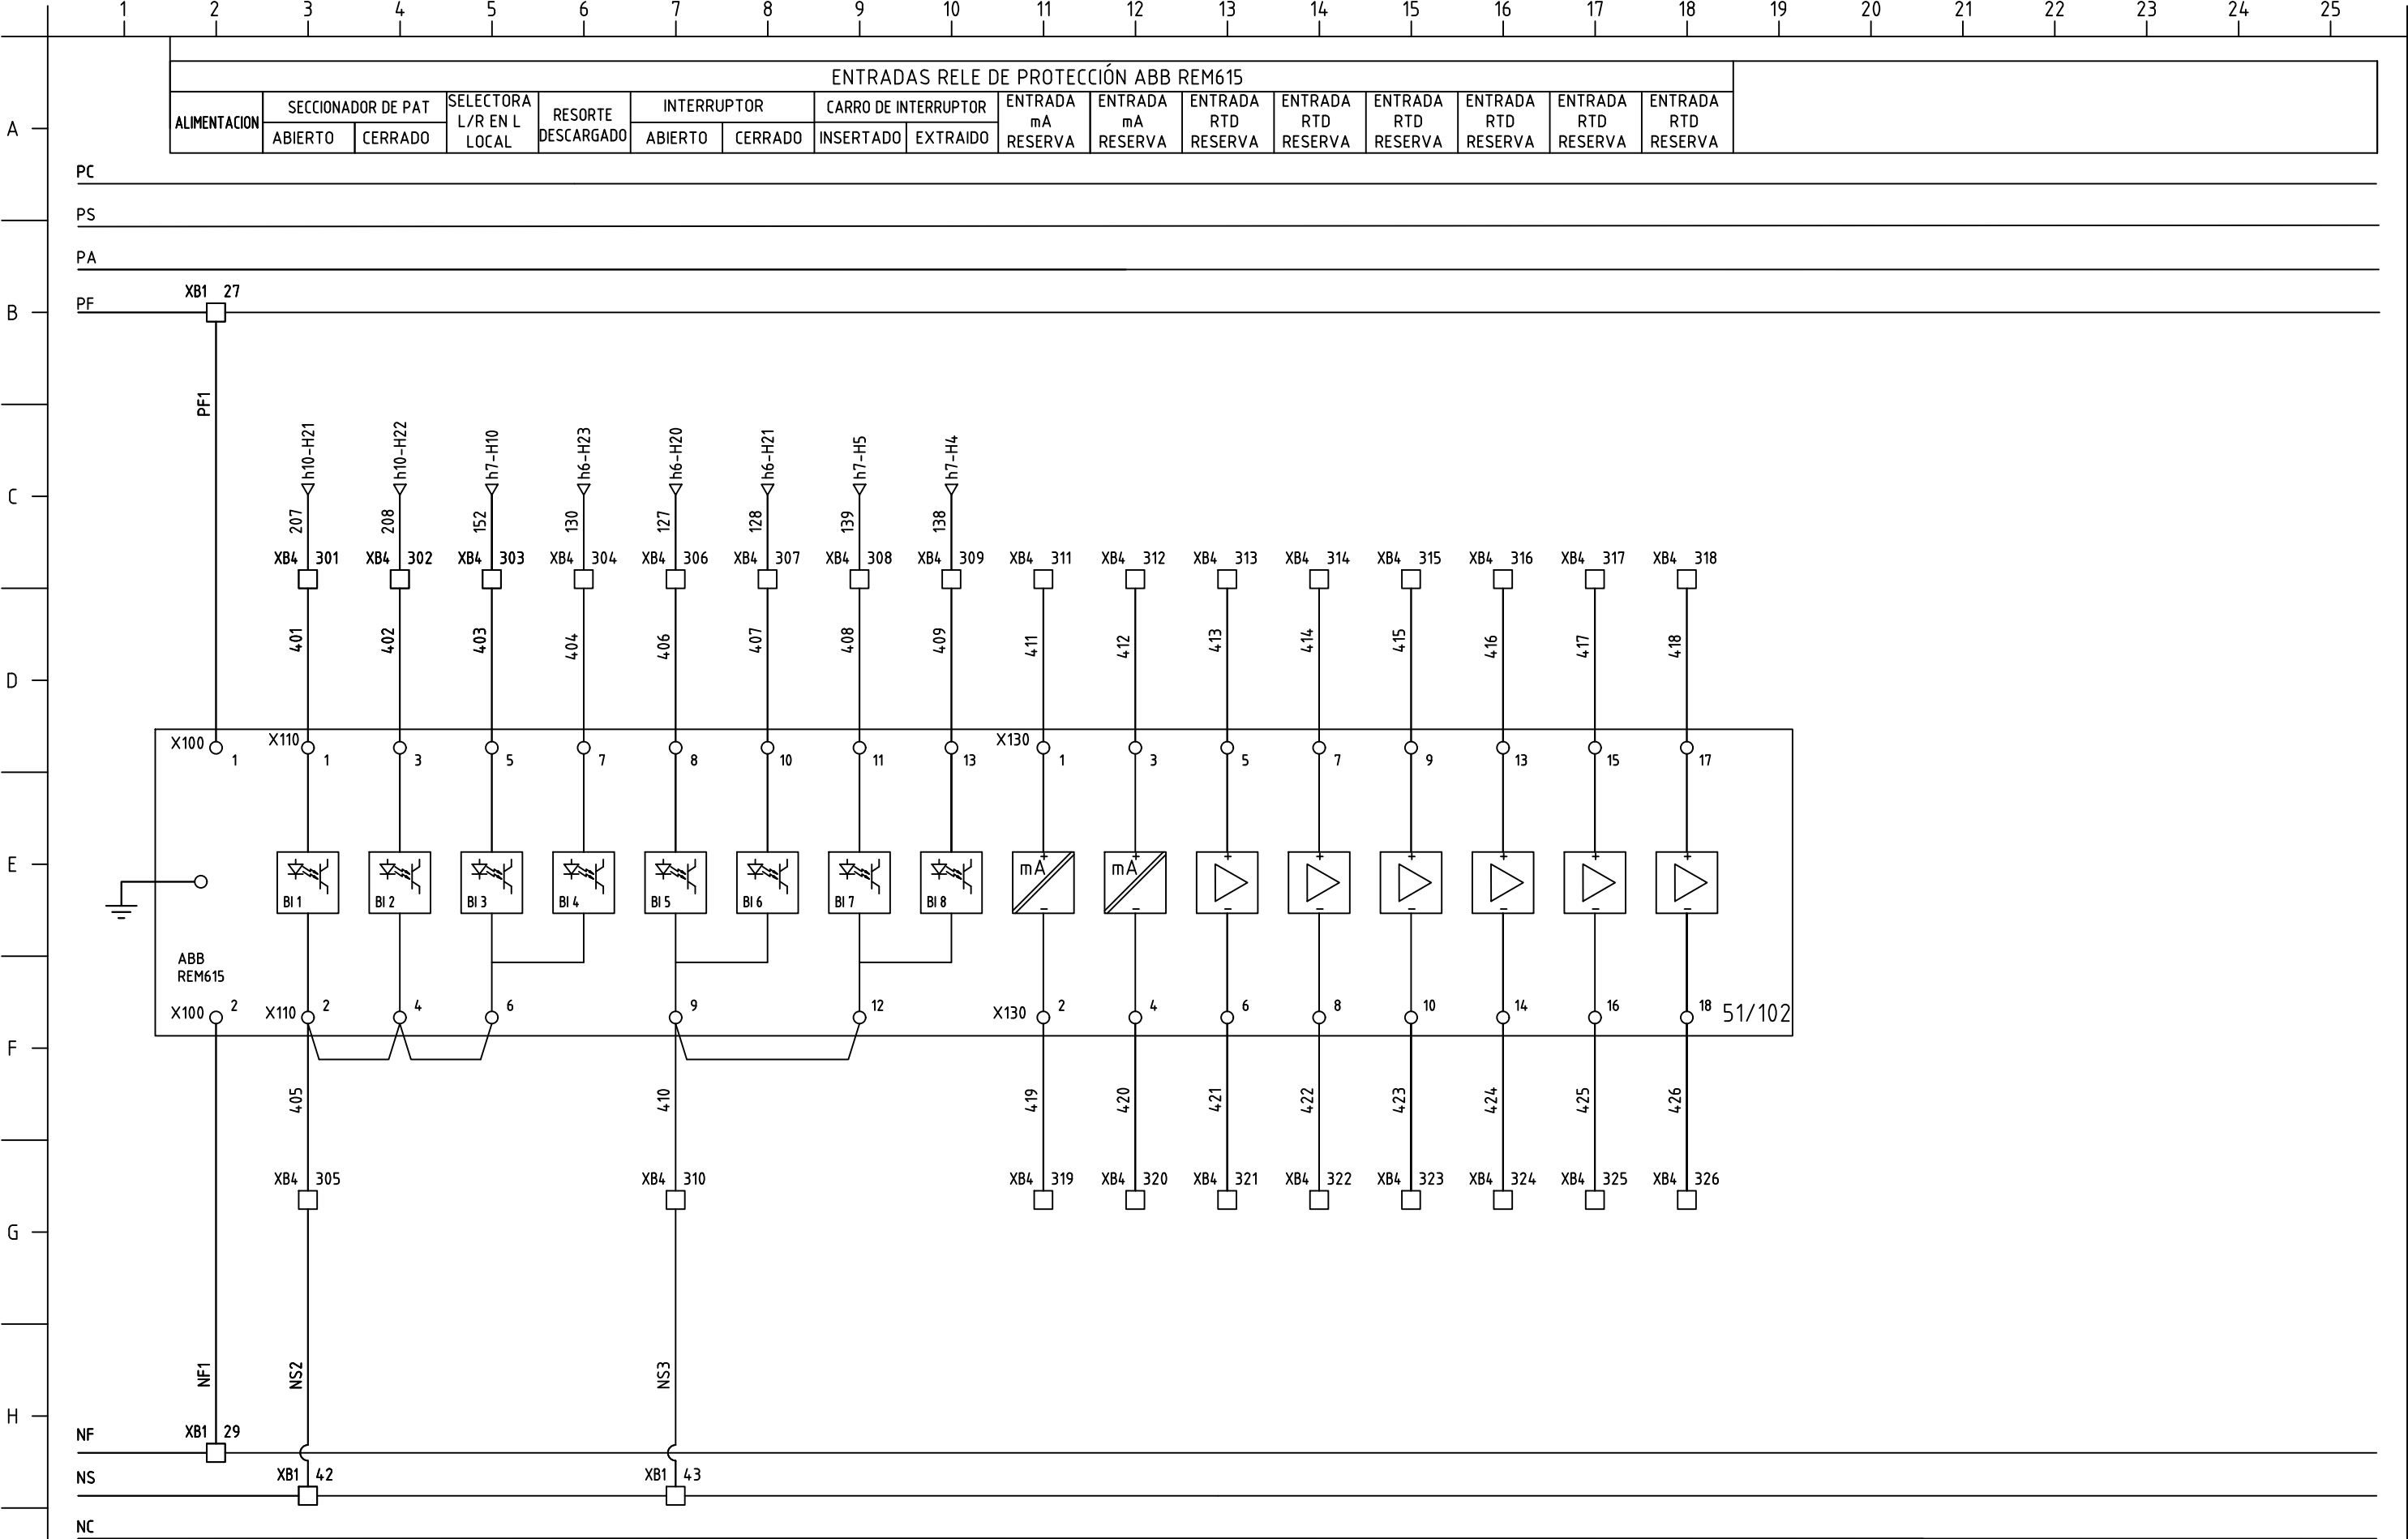 1 2 3 4 5 6 7 8 9 10 11 12 13 14 15 16 17 18 19 20 21 22 23 24 25
ENTRADAS RELE DE PROTECCIÓN ABB REM615
ALIMENTACION
SECCIONADOR DE PAT
ABIERTO CERRADO
SELECTORA
L/R EN L
LOCAL
RESORTE
DESCARGADO
INTERRUPTOR
ABIERTO CERRADO
CARRO DE INTERRUPTOR
INSERTADO EXTRAIDO
ENTRADA
mA
RESERVA
ENTRADA
mA
RESERVA
ENTRADA
RTD
RESERVA
ENTRADA
RTD
RESERVA
ENTRADA
RTD
RESERVA
ENTRADA
RTD
RESERVA
ENTRADA
RTD
RESERVA
ENTRADA
RTD
RESERVA
A
PC
PS
PA
PF
XB1 27
B
PF1
h10-H21 h10-H22 h7-H10 h6-H23 h6-H20 h6-H21 h7-H5 h7-H4
C
207 208 152 130 127 128 139 138
XB4 301 XB4 302 XB4 303 XB4 304 XB4 306 XB4 307 XB4 308 XB4 309 XB4 311 XB4 312 XB4 313 XB4 314 XB4 315 XB4 316 XB4 317 XB4 318
401 402 403 404 406 407 408 409 411 412 413 414 415 416 417 418
D
X100 X110 X130
1 1 3 5 7 8 10 11 13 1 3 5 7 9 13 15 17
E
+ + + + + + + +
mA mA
BI 1 BI 2 BI 3 BI 4 BI 5 BI 6 BI 7 BI 8
- - - - - - - -
ABB
REM615
X100 2 X110 2 4 6 9 12 X130 2 4 6 8 10 14 16 18 51/102
F
405 410 419 420 421 422 423 424 425 426
XB4 305 XB4 310 XB4 319 XB4 320 XB4 321 XB4 322 XB4 323 XB4 324 XB4 325 XB4 326
G
NF1 NS2 NS3
H
NF
XB1 29
NS
XB1 42 XB1 43
NC